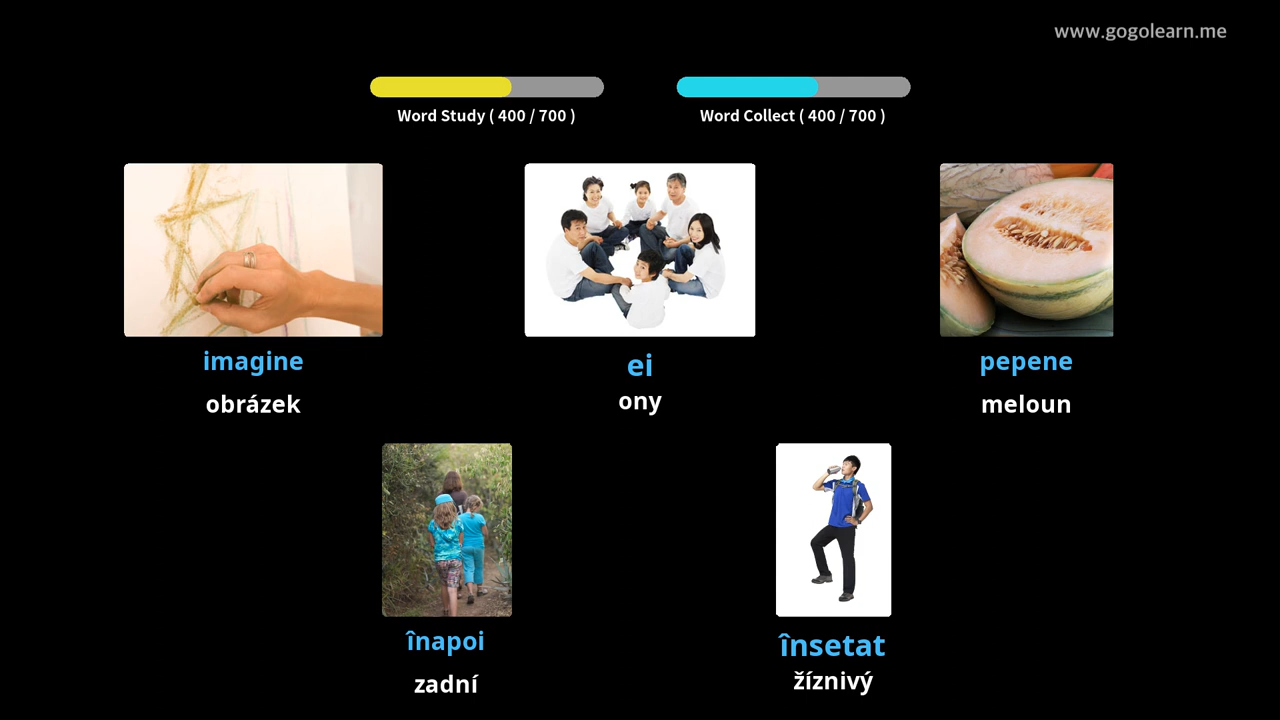 www.gogolearn.me
Word Study ( 400 / 700 )
Word Collect ( 400 / 700 )
imagine
obrázek
ei
ony
pepene
meloun
înapoi
zadní
însetat
žíznivý